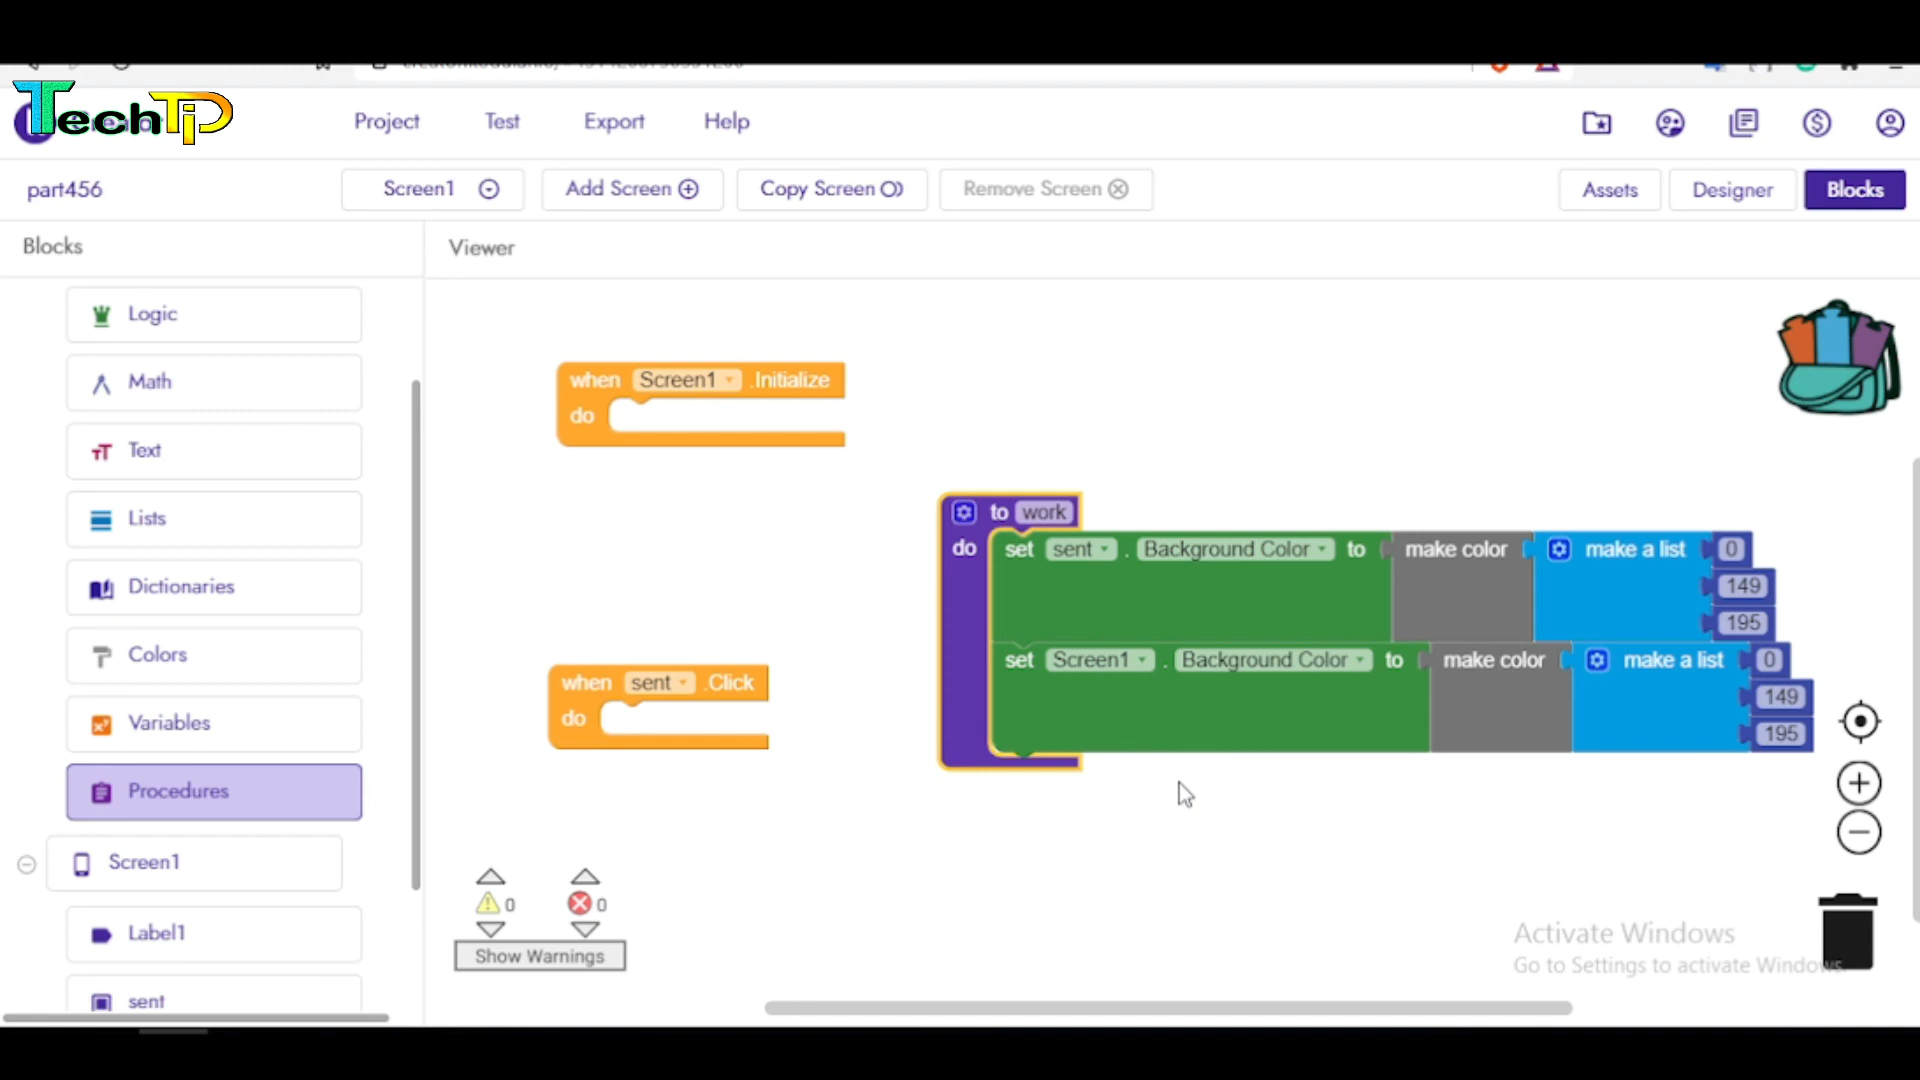 TechTip
Project
Test
Export
Help
part456
Screen1
Add Screen
Copy Screen
Remove Screen
Assets
Designer
Blocks
Blocks
Viewer
Logic
Math
Text
Lists
Dictionaries
Colors
Variables
Procedures
Screen1
Label1
sent
when Screen1 .Initialize
do
when sent .Click
do
to work
do set sent . Background Color to make color make a list 0
149
195
set Screen1 . Background Color to make color make a list 0
149
195
0
0
Show Warnings
Activate Windows
Go to Settings to activate Windows.